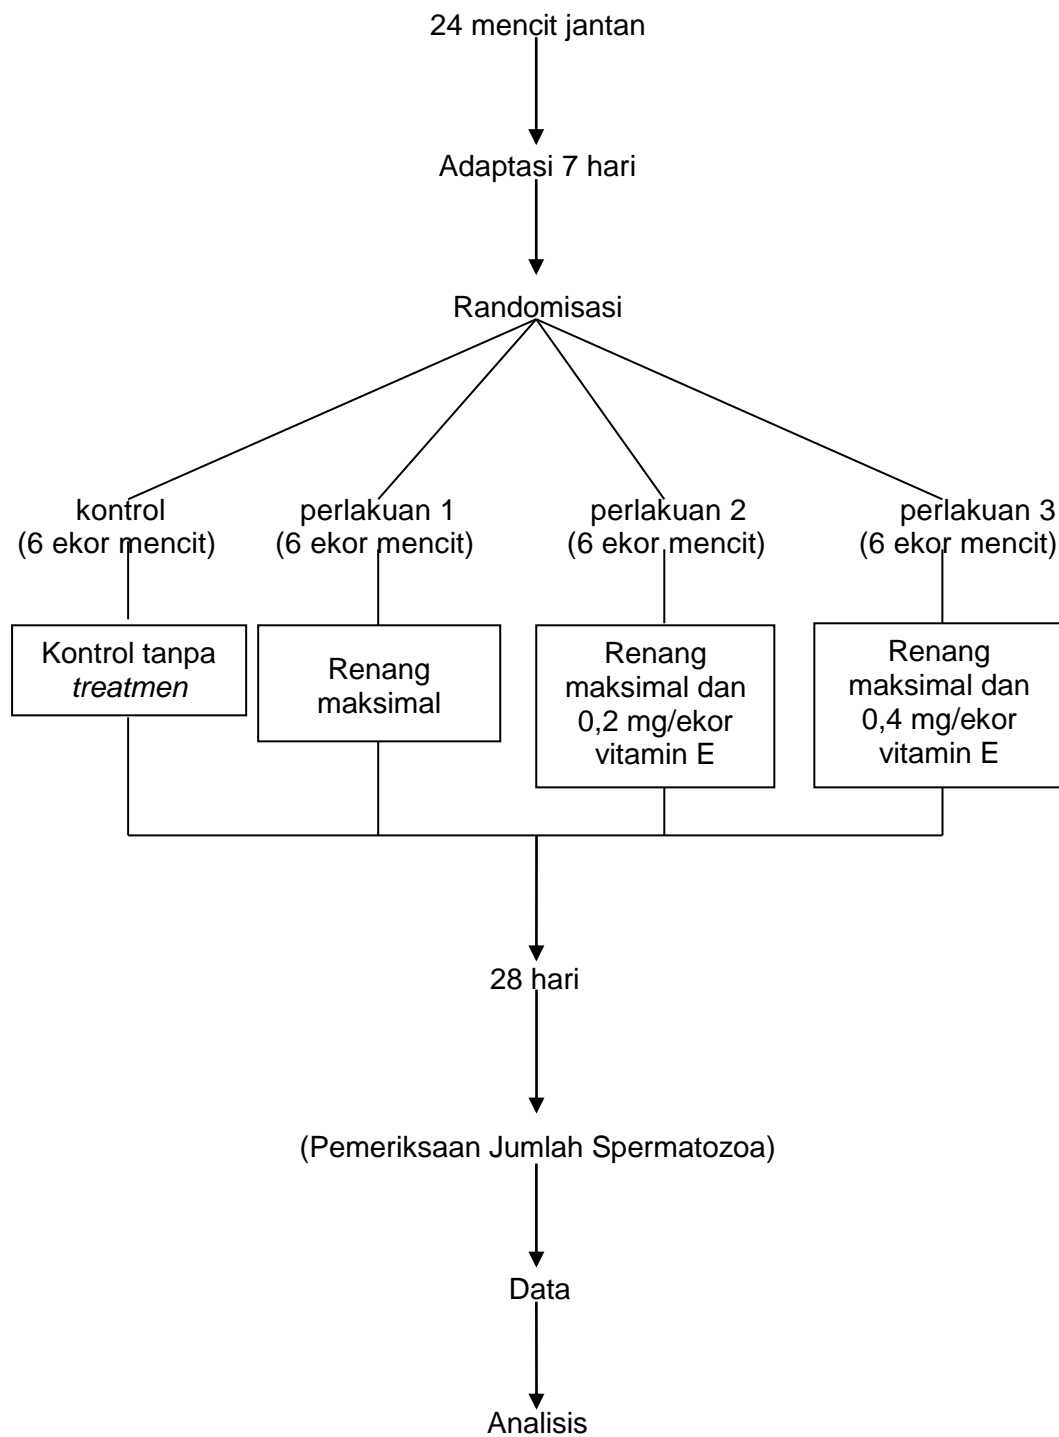 24 mencit jantan
Adaptasi 7 hari
Randomisasi
kontrol
(6 ekor mencit)
perlakuan 1
(6 ekor mencit)
perlakuan 2
(6 ekor mencit)
perlakuan 3
(6 ekor mencit)
Kontrol tanpa
treatmen
Renang
maksimal
Renang
maksimal dan
0,2 mg/ekor
vitamin E
Renang
maksimal dan
0,4 mg/ekor
vitamin E
28 hari
(Pemeriksaan Jumlah Spermatozoa)
Data
Analisis